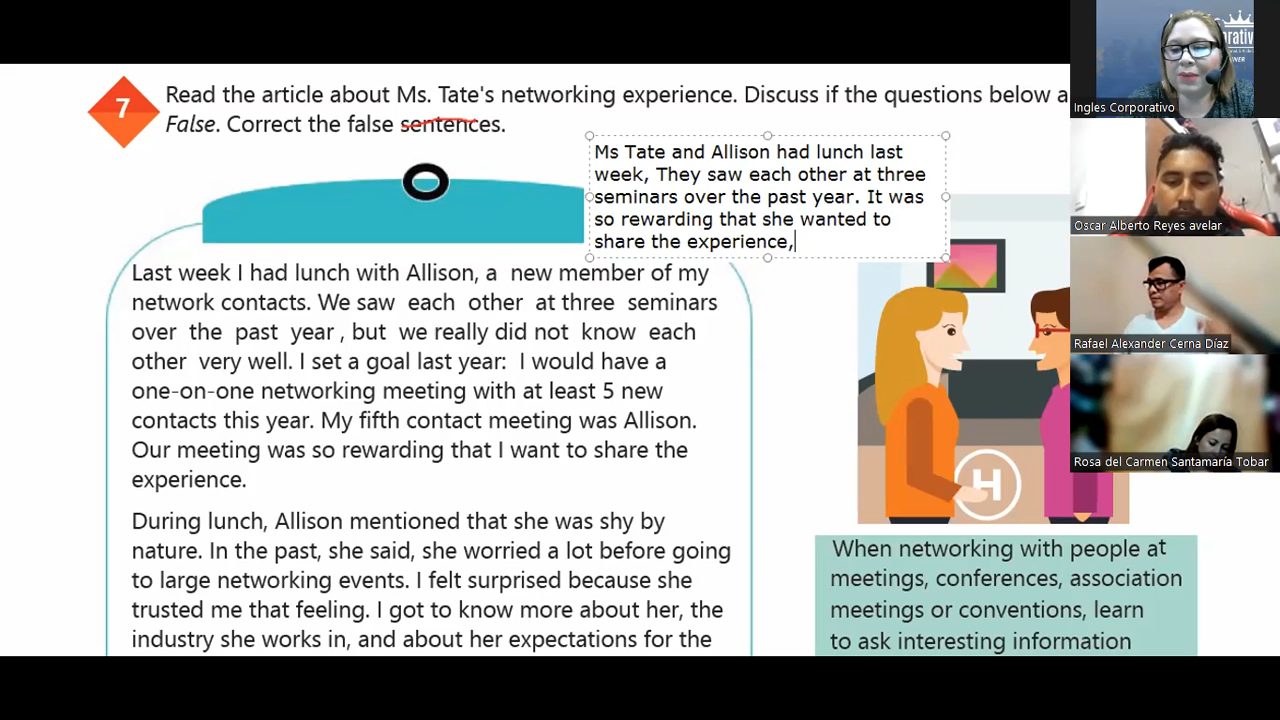 7
Read the article about Ms. Tate's networking experience. Discuss if the questions below a
False. Correct the false sentences.
Ms Tate and Allison had lunch last
week, They saw each other at three
seminars over the past year. It was
so rewarding that she wanted to
share the experience,
Last week I had lunch with Allison, a new member of my
network contacts. We saw each other at three seminars
over the past year , but we really did not know each
other very well. I set a goal last year: I would have a
one-on-one networking meeting with at least 5 new
contacts this year. My fifth contact meeting was Allison.
Our meeting was so rewarding that I want to share the
experience.
During lunch, Allison mentioned that she was shy by
nature. In the past, she said, she worried a lot before going
to large networking events. I felt surprised because she
trusted me that feeling. I got to know more about her, the
industry she works in, and about her expectations for the
H
When networking with people at
meetings, conferences, association
meetings or conventions, learn
to ask interesting information
Ingles Corporativo
Oscar Alberto Reyes avelar
Rafael Alexander Cerna Díaz
Rosa del Carmen Santamaría Tobar